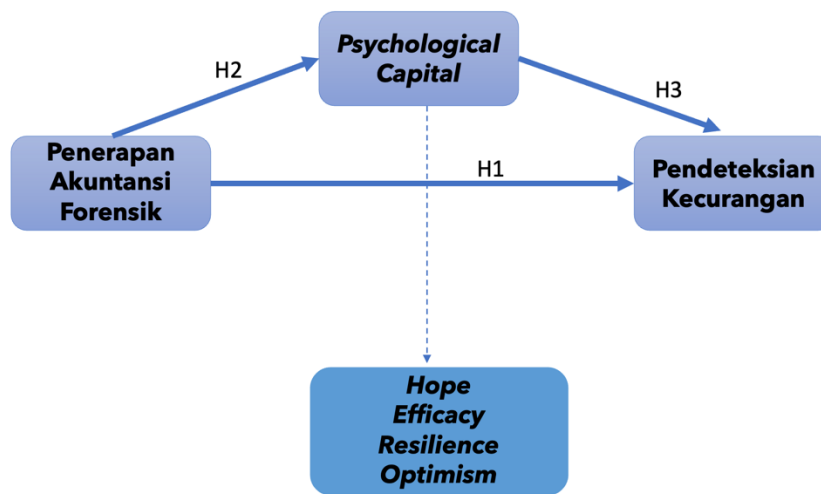 Psychological
Capital
H2
H3
Penerapan
Akuntansi
Forensik
H1
Pendeteksian
Kecurangan
Hope
Efficacy
Resilience
Optimism